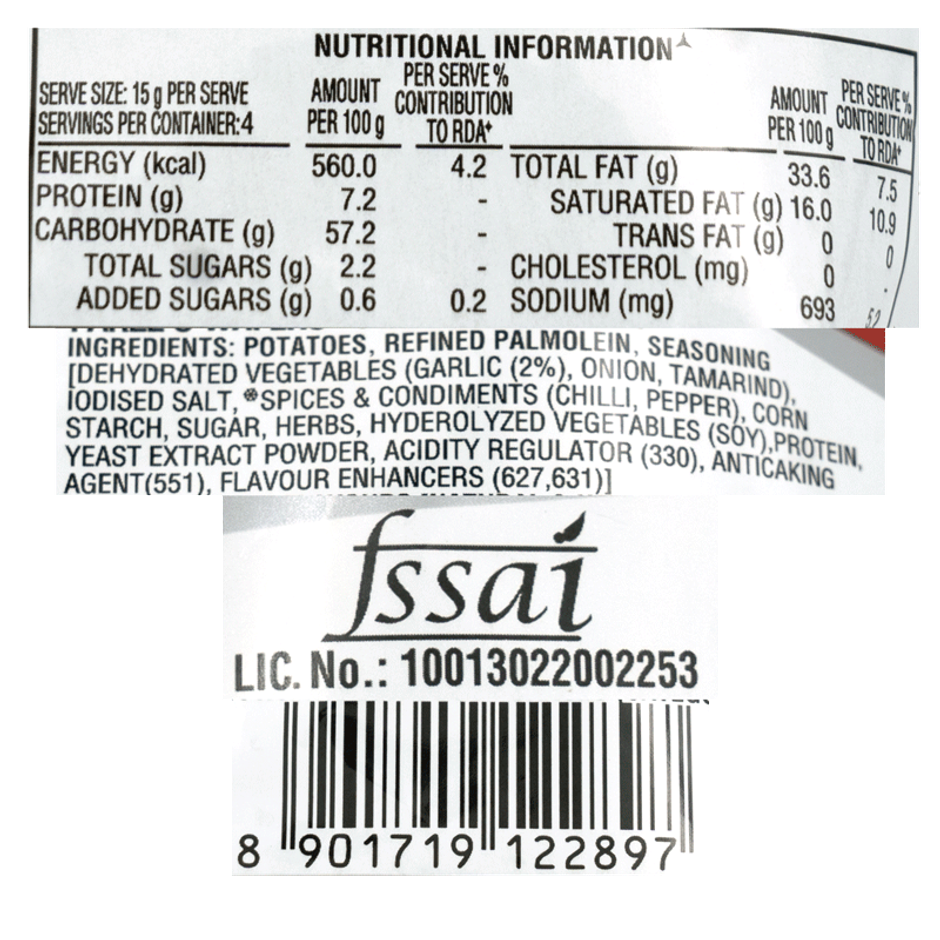 NUTRITIONAL INFORMATION
SERVE SIZE: 15 g PER SERVE
SERVINGS PER CONTAINER:4
AMOUNT PER 100 g
PER SERVE % CONTRIBUTION TO RDA+
AMOUNT PER 100 g
PER SERVE % CONTRIBUTION TO RDA+
ENERGY (kcal) 560.0 4.2 TOTAL FAT (g) 33.6 7.5
PROTEIN (g) 7.2 - SATURATED FAT (g) 16.0 10.9
CARBOHYDRATE (g) 57.2 - TRANS FAT (g) 0 0
TOTAL SUGARS (g) 2.2 - CHOLESTEROL (mg) 0 -
ADDED SUGARS (g) 0.6 0.2 SODIUM (mg) 693 5.2
INGREDIENTS: POTATOES, REFINED PALMOLEIN, SEASONING
[DEHYDRATED VEGETABLES (GARLIC (2%), ONION, TAMARIND),
IODISED SALT, *SPICES & CONDIMENTS (CHILLI, PEPPER), CORN
STARCH, SUGAR, HERBS, HYDEROLYZED VEGETABLES (SOY),PROTEIN,
YEAST EXTRACT POWDER, ACIDITY REGULATOR (330), ANTICAKING
AGENT(551), FLAVOUR ENHANCERS (627,631)]
fssai
LIC. No.: 10013022002253
8 901719 122897